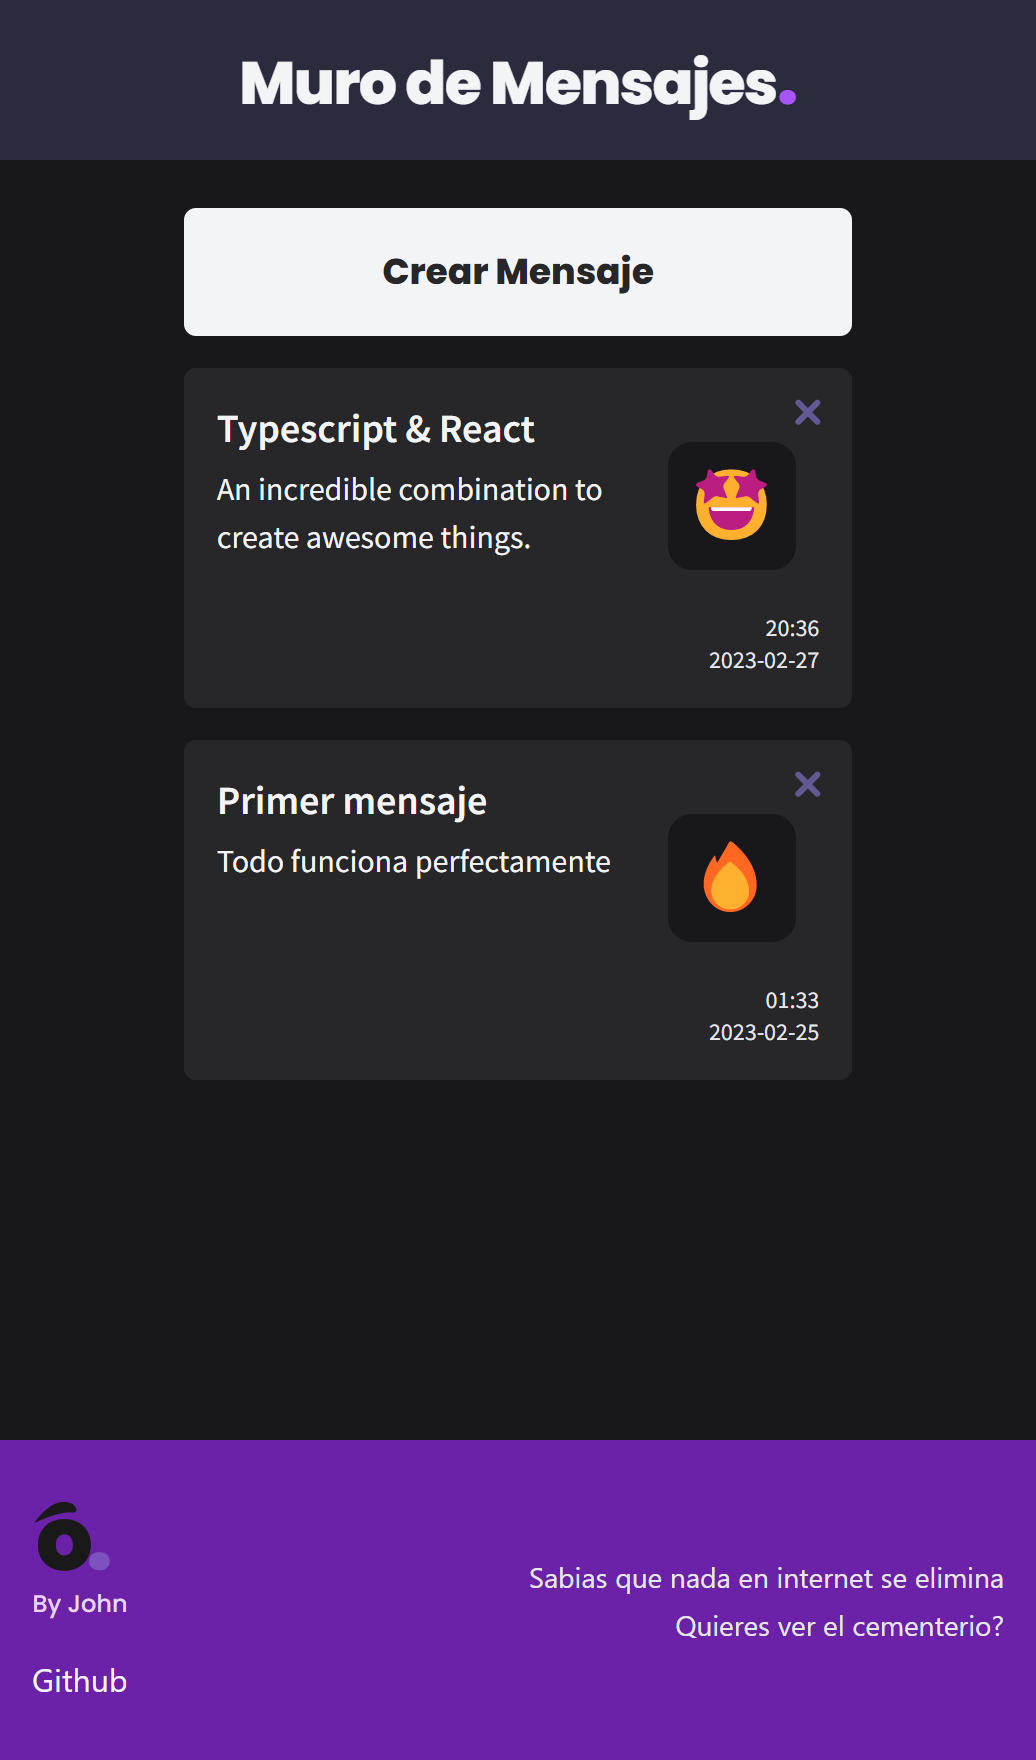 Muro de Mensajes.
Crear Mensaje
Typescript & React
An incredible combination to
create awesome things.
20:36
2023-02-27
Primer mensaje
Todo funciona perfectamente
01:33
2023-02-25
By John
Github
Sabias que nada en internet se elimina
Quieres ver el cementerio?